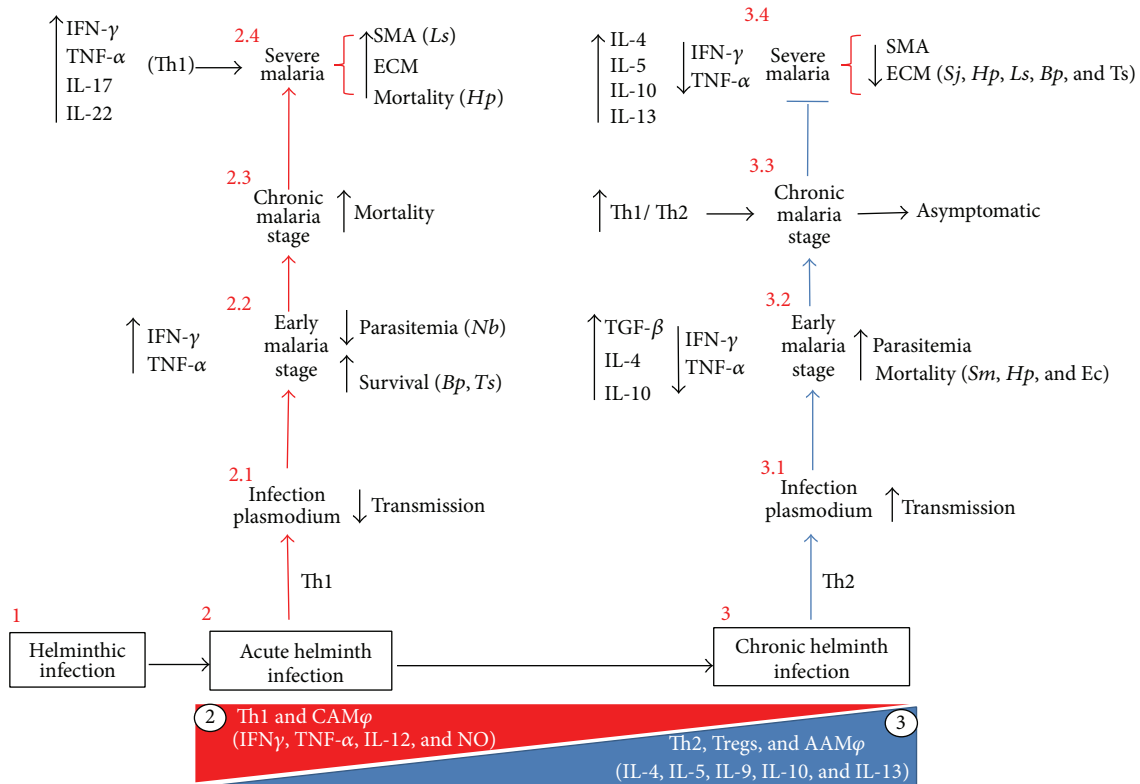 IFN-γ
TNF-α
IL-17
IL-22
(Th1)
2.4
Severe
malaria
SMA (Ls)
ECM
Mortality (Hp)
2.3
Chronic
malaria
stage
Mortality
2.2
IFN-γ
TNF-α
Early
malaria
stage
Parasitemia (Nb)
Survival (Bp, Ts)
2.1
Infection
plasmodium
Transmission
Th1
3.4
IL-4
IL-5
IL-10
IL-13
IFN-γ
TNF-α
Severe
malaria
SMA
ECM (Sj, Hp, Ls, Bp, and Ts)
3.3
Th1/ Th2
Chronic
malaria
stage
Asymptomatic
3.2
TGF-β
IL-4
IL-10
IFN-γ
TNF-α
Early
malaria
stage
Parasitemia
Mortality (Sm, Hp, and Ec)
3.1
Infection
plasmodium
Transmission
Th2
1
Helminthic
infection
2
Acute helminth
infection
3
Chronic helminth
infection
2
Th1 and CAMφ
(IFNγ, TNF-α, IL-12, and NO)
3
Th2, Tregs, and AAMφ
(IL-4, IL-5, IL-9, IL-10, and IL-13)